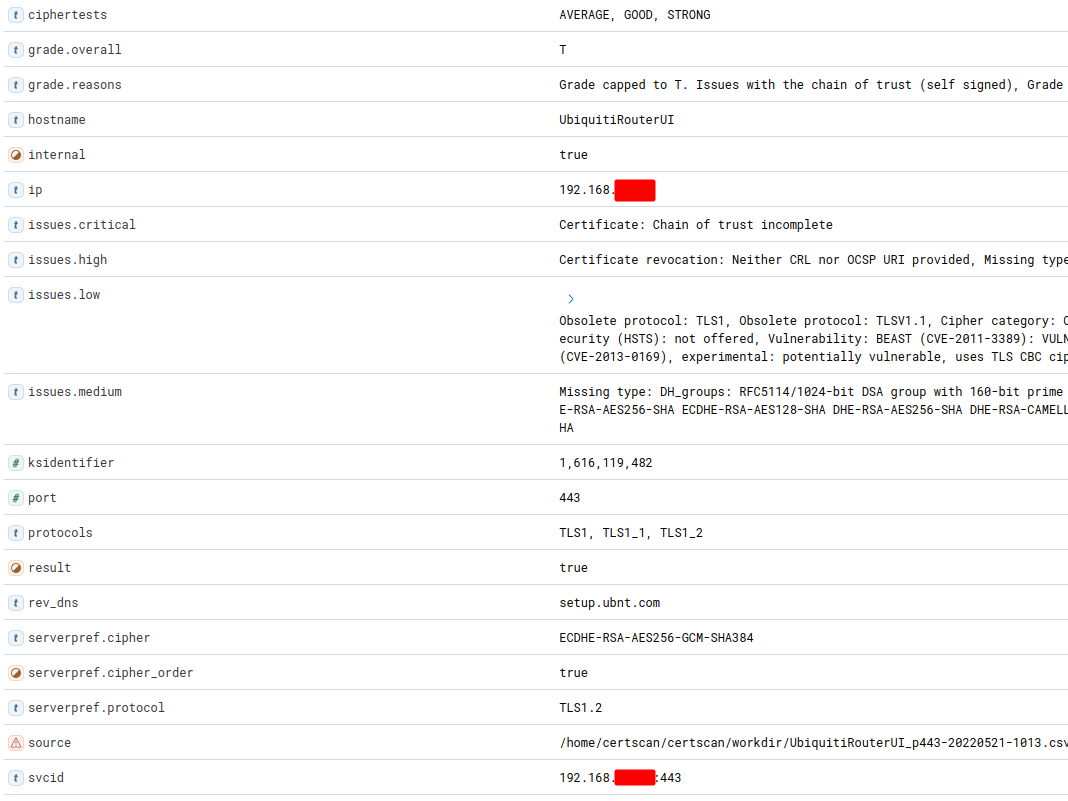 t ciphertests AVERAGE, GOOD, STRONG
t grade.overall T
t grade.reasons Grade capped to T. Issues with the chain of trust (self signed), Grade
t hostname UbiquitiRouterUI
internal true
t ip 192.168.
t issues.critical Certificate: Chain of trust incomplete
t issues.high Certificate revocation: Neither CRL nor OCSP URI provided, Missing type
t issues.low
Obsolete protocol: TLS1, Obsolete protocol: TLSV1.1, Cipher category: O
ecurity (HSTS): not offered, Vulnerability: BEAST (CVE-2011-3389): VULN
(CVE-2013-0169), experimental: potentially vulnerable, uses TLS CBC cip
t issues.medium Missing type: DH_groups: RFC5114/1024-bit DSA group with 160-bit prime
E-RSA-AES256-SHA ECDHE-RSA-AES128-SHA DHE-RSA-AES256-SHA DHE-RSA-CAMELL
HA
# ksidentifier 1,616,119,482
# port 443
t protocols TLS1, TLS1_1, TLS1_2
result true
t rev_dns setup.ubnt.com
t serverpref.cipher ECDHE-RSA-AES256-GCM-SHA384
serverpref.cipher_order true
t serverpref.protocol TLS1.2
source /home/certscan/certscan/workdir/UbiquitiRouterUI_p443-20220521-1013.csv
t svcid 192.168. :443